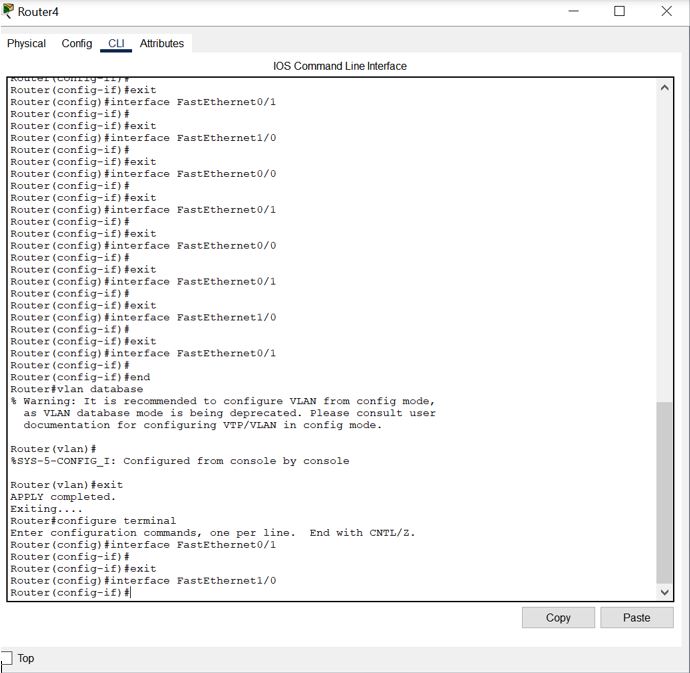 Router4
Physical Config CLI Attributes
IOS Command Line Interface
Router(config-if)#
Router(config-if)#exit
Router(config)#interface FastEthernet0/1
Router(config-if)#
Router(config-if)#exit
Router(config)#interface FastEthernet1/0
Router(config-if)#
Router(config-if)#exit
Router(config)#interface FastEthernet0/0
Router(config-if)#
Router(config-if)#exit
Router(config)#interface FastEthernet0/1
Router(config-if)#
Router(config-if)#exit
Router(config)#interface FastEthernet0/0
Router(config-if)#
Router(config-if)#exit
Router(config)#interface FastEthernet0/1
Router(config-if)#
Router(config-if)#exit
Router(config)#interface FastEthernet1/0
Router(config-if)#
Router(config-if)#exit
Router(config)#interface FastEthernet0/1
Router(config-if)#
Router(config-if)#end
Router#vlan database
% Warning: It is recommended to configure VLAN from config mode,
as VLAN database mode is being deprecated. Please consult user
documentation for configuring VTP/VLAN in config mode.
Router(vlan)#
%SYS-5-CONFIG_I: Configured from console by console
Router(vlan)#exit
APPLY completed.
Exiting....
Router#configure terminal
Enter configuration commands, one per line. End with CNTL/Z.
Router(config)#interface FastEthernet0/1
Router(config-if)#
Router(config-if)#exit
Router(config)#interface FastEthernet1/0
Router(config-if)#
Copy Paste
Top